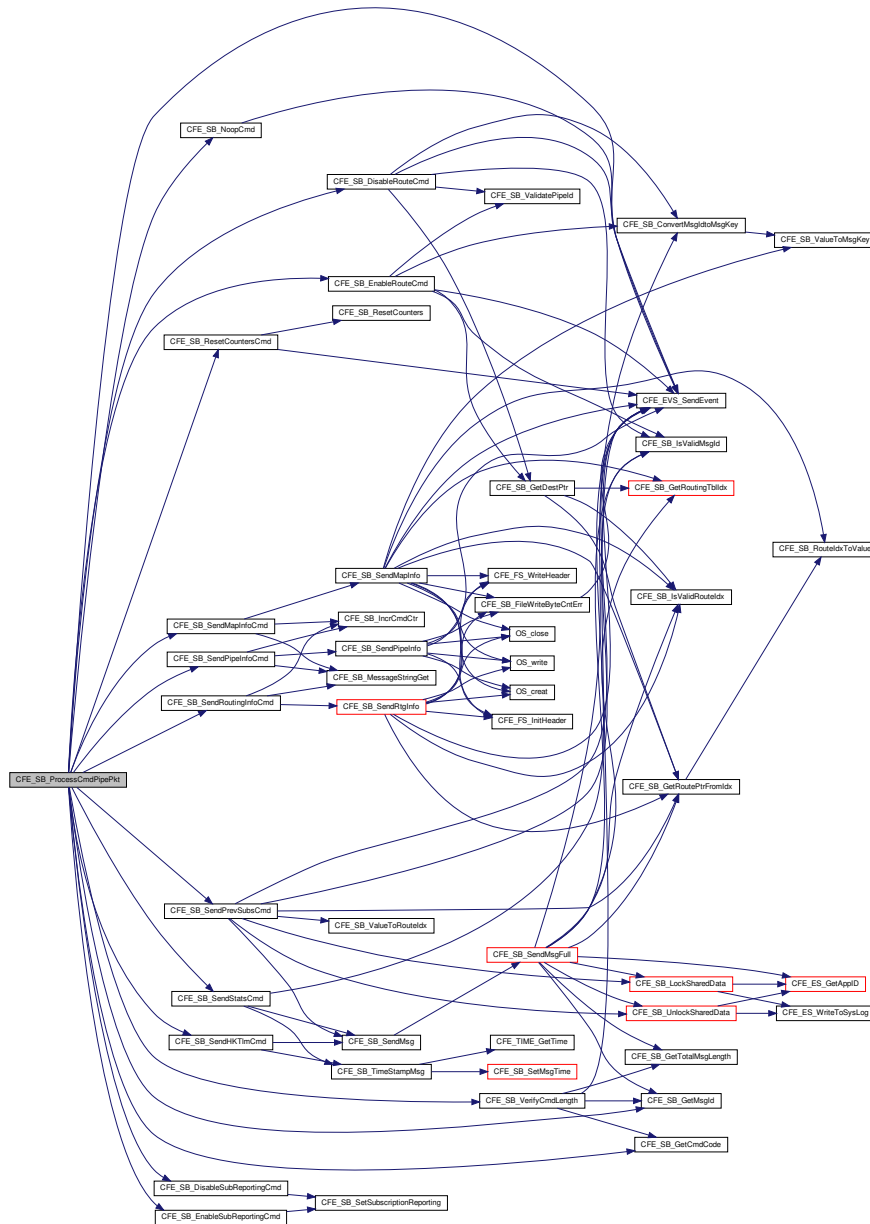 CFE_SB_NoopCmd
CFE_SB_DisableRouteCmd
CFE_SB_ValidatePipeId
CFE_SB_ConvertMsgIdtoMsgKey
CFE_SB_ValueToMsgKey
CFE_SB_EnableRouteCmd
CFE_SB_ResetCounters
CFE_SB_ResetCountersCmd
CFE_EVS_SendEvent
CFE_SB_IsValidMsgId
CFE_SB_GetDestPtr
CFE_SB_GetRoutingTblIdx
CFE_SB_RouteIdxToValue
CFE_SB_SendMapInfo
CFE_FS_WriteHeader
CFE_SB_IsValidRouteIdx
CFE_SB_FileWriteByteCntErr
CFE_SB_IncrCmdCtr
CFE_SB_SendMapInfoCmd
OS_close
CFE_SB_SendPipeInfo
CFE_SB_SendPipeInfoCmd
OS_write
CFE_SB_MessageStringGet
OS_creat
CFE_SB_SendRoutingInfoCmd
CFE_SB_SendRtgInfo
CFE_FS_InitHeader
CFE_SB_ProcessCmdPipePkt
CFE_SB_GetRoutePtrFromIdx
CFE_SB_SendPrevSubsCmd
CFE_SB_ValueToRouteIdx
CFE_SB_SendMsgFull
CFE_SB_LockSharedData
CFE_ES_GetAppID
CFE_SB_SendStatsCmd
CFE_SB_UnlockSharedData
CFE_ES_WriteToSysLog
CFE_SB_SendHKTlmCmd
CFE_SB_SendMsg
CFE_TIME_GetTime
CFE_SB_GetTotalMsgLength
CFE_SB_TimeStampMsg
CFE_SB_SetMsgTime
CFE_SB_VerifyCmdLength
CFE_SB_GetMsgId
CFE_SB_GetCmdCode
CFE_SB_DisableSubReportingCmd
CFE_SB_SetSubscriptionReporting
CFE_SB_EnableSubReportingCmd